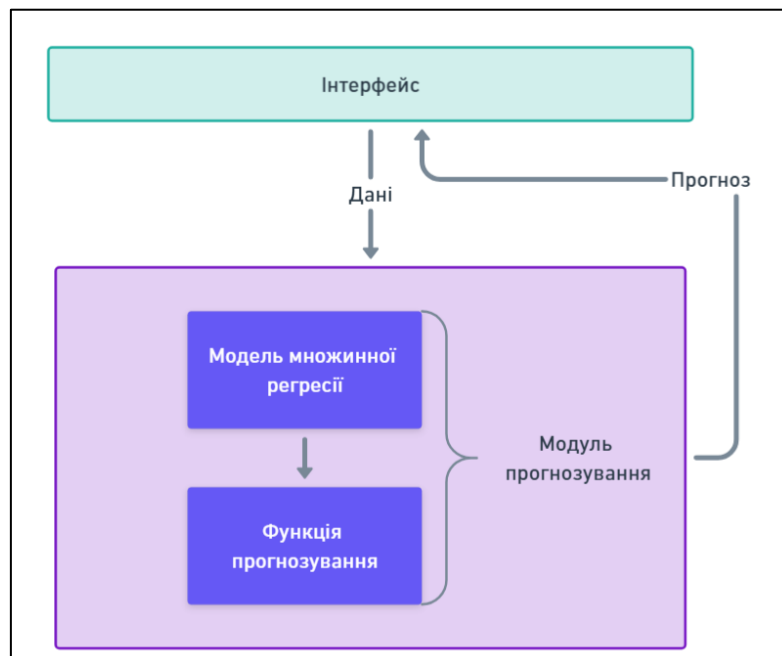 Інтерфейс
Дані
Прогноз
Модель множинної
регресії
Модуль
прогнозування
Функція
прогнозування